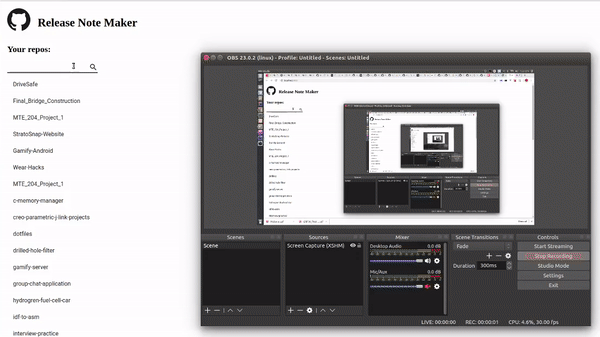 Release Note Maker
Your repos:
DriveSafe
Final_Bridge_Construction
MTE_204_Project_1
StratoSnap-Website
Gamify-Android
Wear-Hacks
MTE_204_Project_1
c-memory-manager
creo-parametric-j-link-projects
dotfiles
drilled-hole-filter
gamify-server
group-chat-application
hydrogen-fuel-cell-car
idf-to-asm
interview-practice
OBS 23.0.2 (linux) - Profile: Untitled - Scenes: Untitled
Release Note Maker
Scenes
Scene
Sources
Screen Capture (XSHM)
Mixer
Desktop Audio 0.0 dB
Mic/Aux 0.0 dB
Scene Transitions
Fade
Duration 300ms
Controls
Start Streaming
Stop Recording
Studio Mode
Settings
Exit
LIVE: 00:00:00 REC: 00:00:01 CPU: 4.6%, 30.00 fps